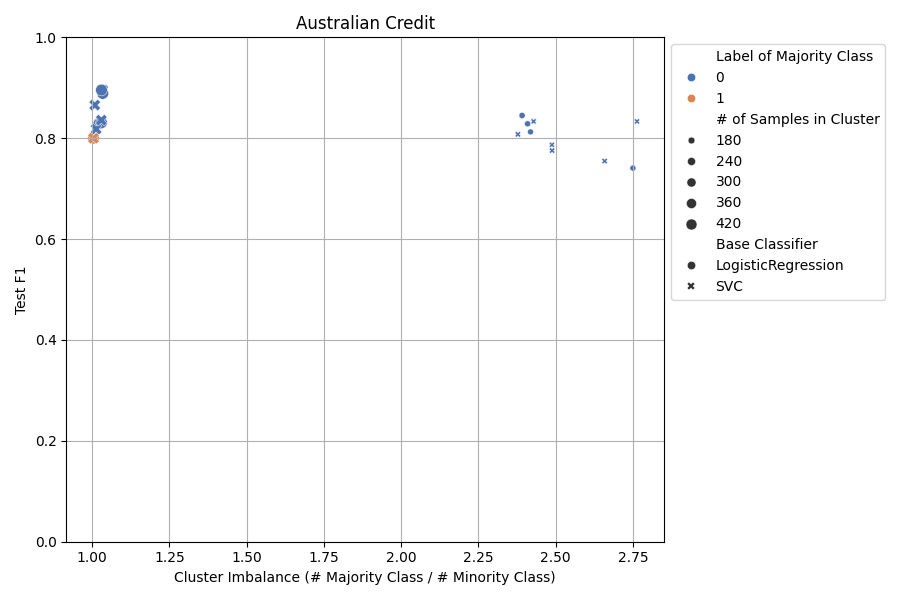 Australian Credit
1.0
0.8
0.6
0.4
0.2
0.0
Test F1
1.00
1.25
1.50
1.75
2.00
2.25
2.50
2.75
Cluster Imbalance (# Majority Class / # Minority Class)
Label of Majority Class
0
1
# of Samples in Cluster
180
240
300
360
420
Base Classifier
LogisticRegression
SVC